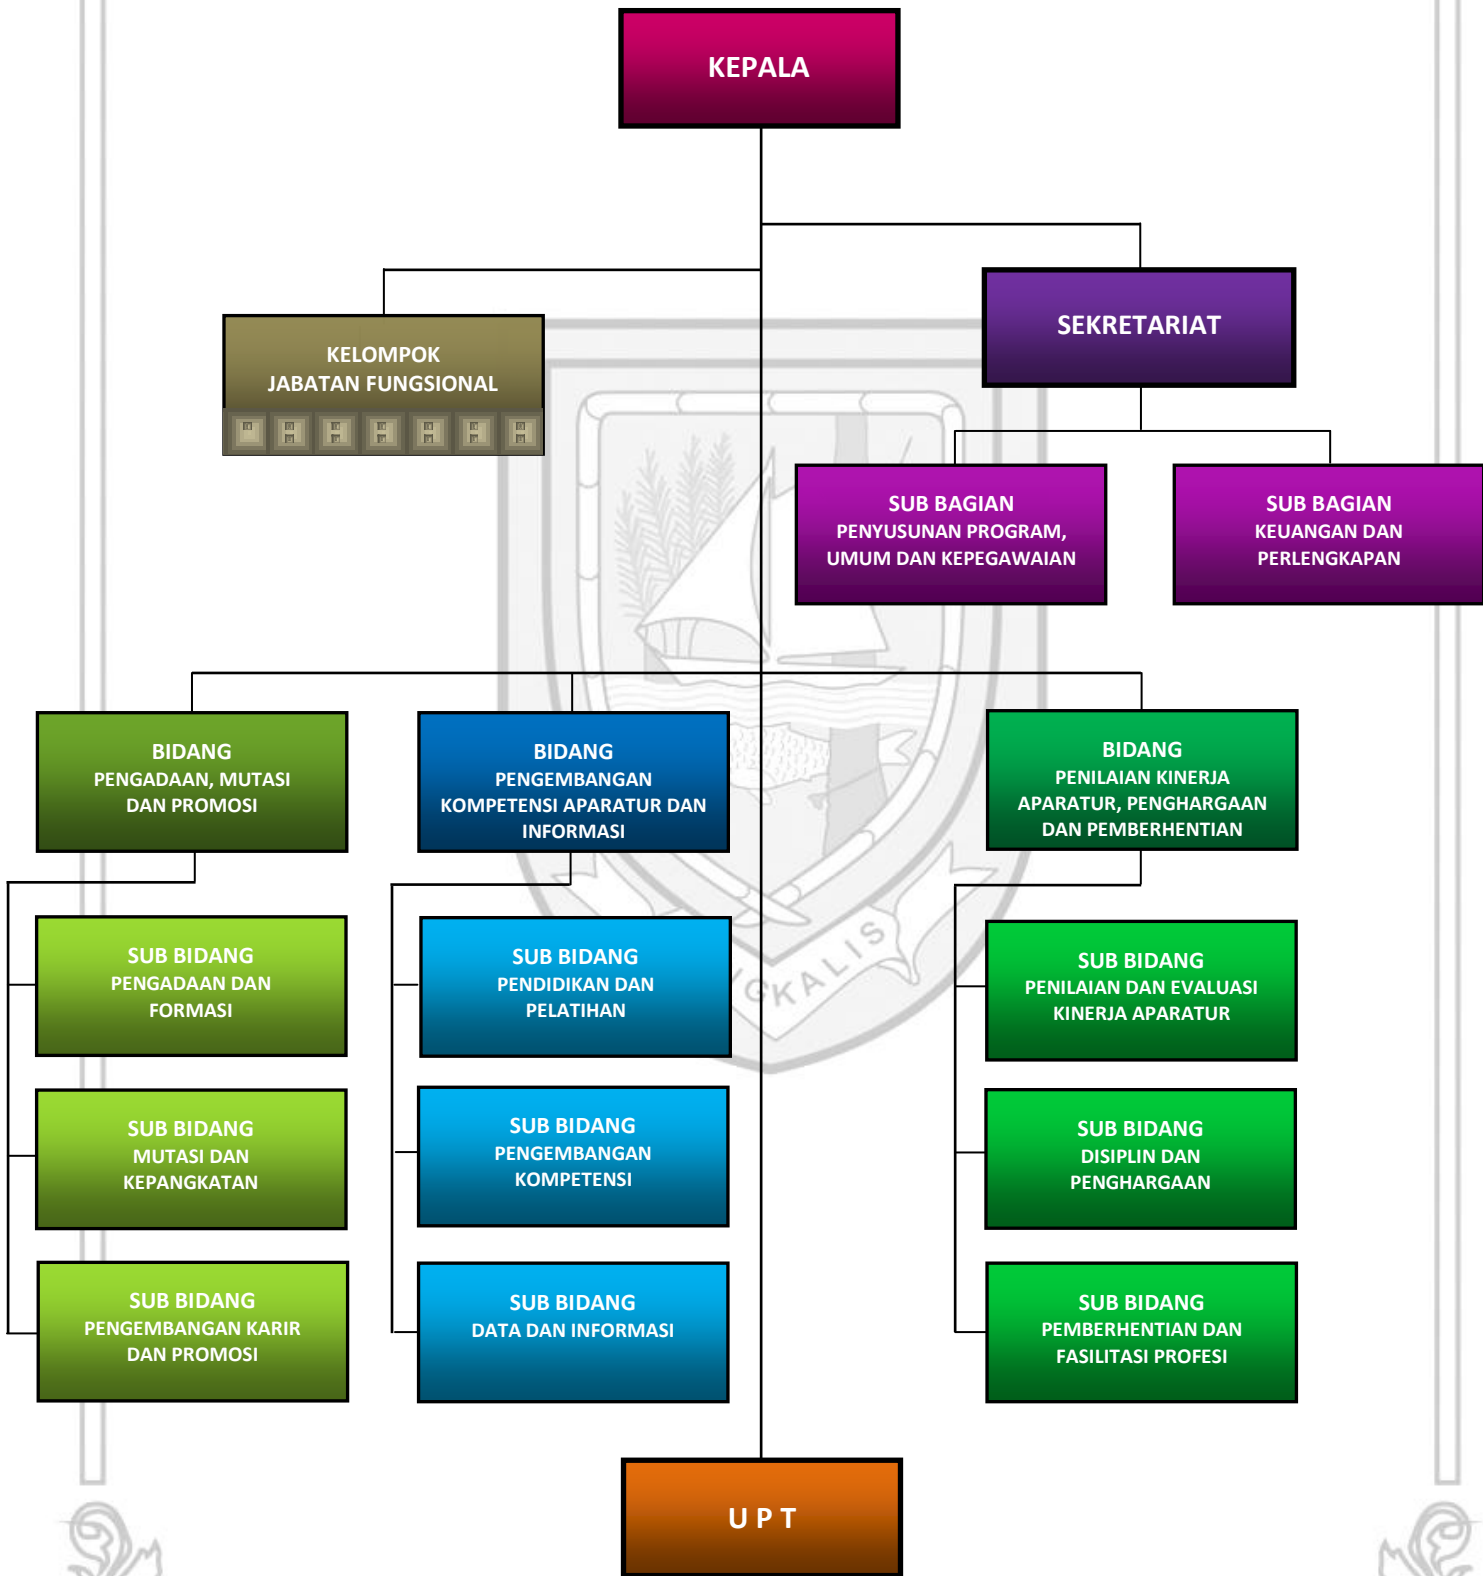 KEPALA
SEKRETARIAT
KELOMPOK
JABATAN FUNGSIONAL
SUB BAGIAN
PENYUSUNAN PROGRAM,
UMUM DAN KEPEGAWAIAN
SUB BAGIAN
KEUANGAN DAN
PERLENGKAPAN
BIDANG
PENGADAAN, MUTASI
DAN PROMOSI
BIDANG
PENGEMBANGAN
KOMPETENSI APARATUR DAN
INFORMASI
BIDANG
PENILAIAN KINERJA
APARATUR, PENGHARGAAN
DAN PEMBERHENTIAN
SUB BIDANG
PENGADAAN DAN
FORMASI
SUB BIDANG
MUTASI DAN
KEPANGKATAN
SUB BIDANG
PENGEMBANGAN KARIR
DAN PROMOSI
SUB BIDANG
PENDIDIKAN DAN
PELATIHAN
SUB BIDANG
PENGEMBANGAN
KOMPETENSI
SUB BIDANG
DATA DAN INFORMASI
SUB BIDANG
PENILAIAN DAN EVALUASI
KINERJA APARATUR
SUB BIDANG
DISIPLIN DAN
PENGHARGAAN
SUB BIDANG
PEMBERHENTIAN DAN
FASILITASI PROFESI
U P T